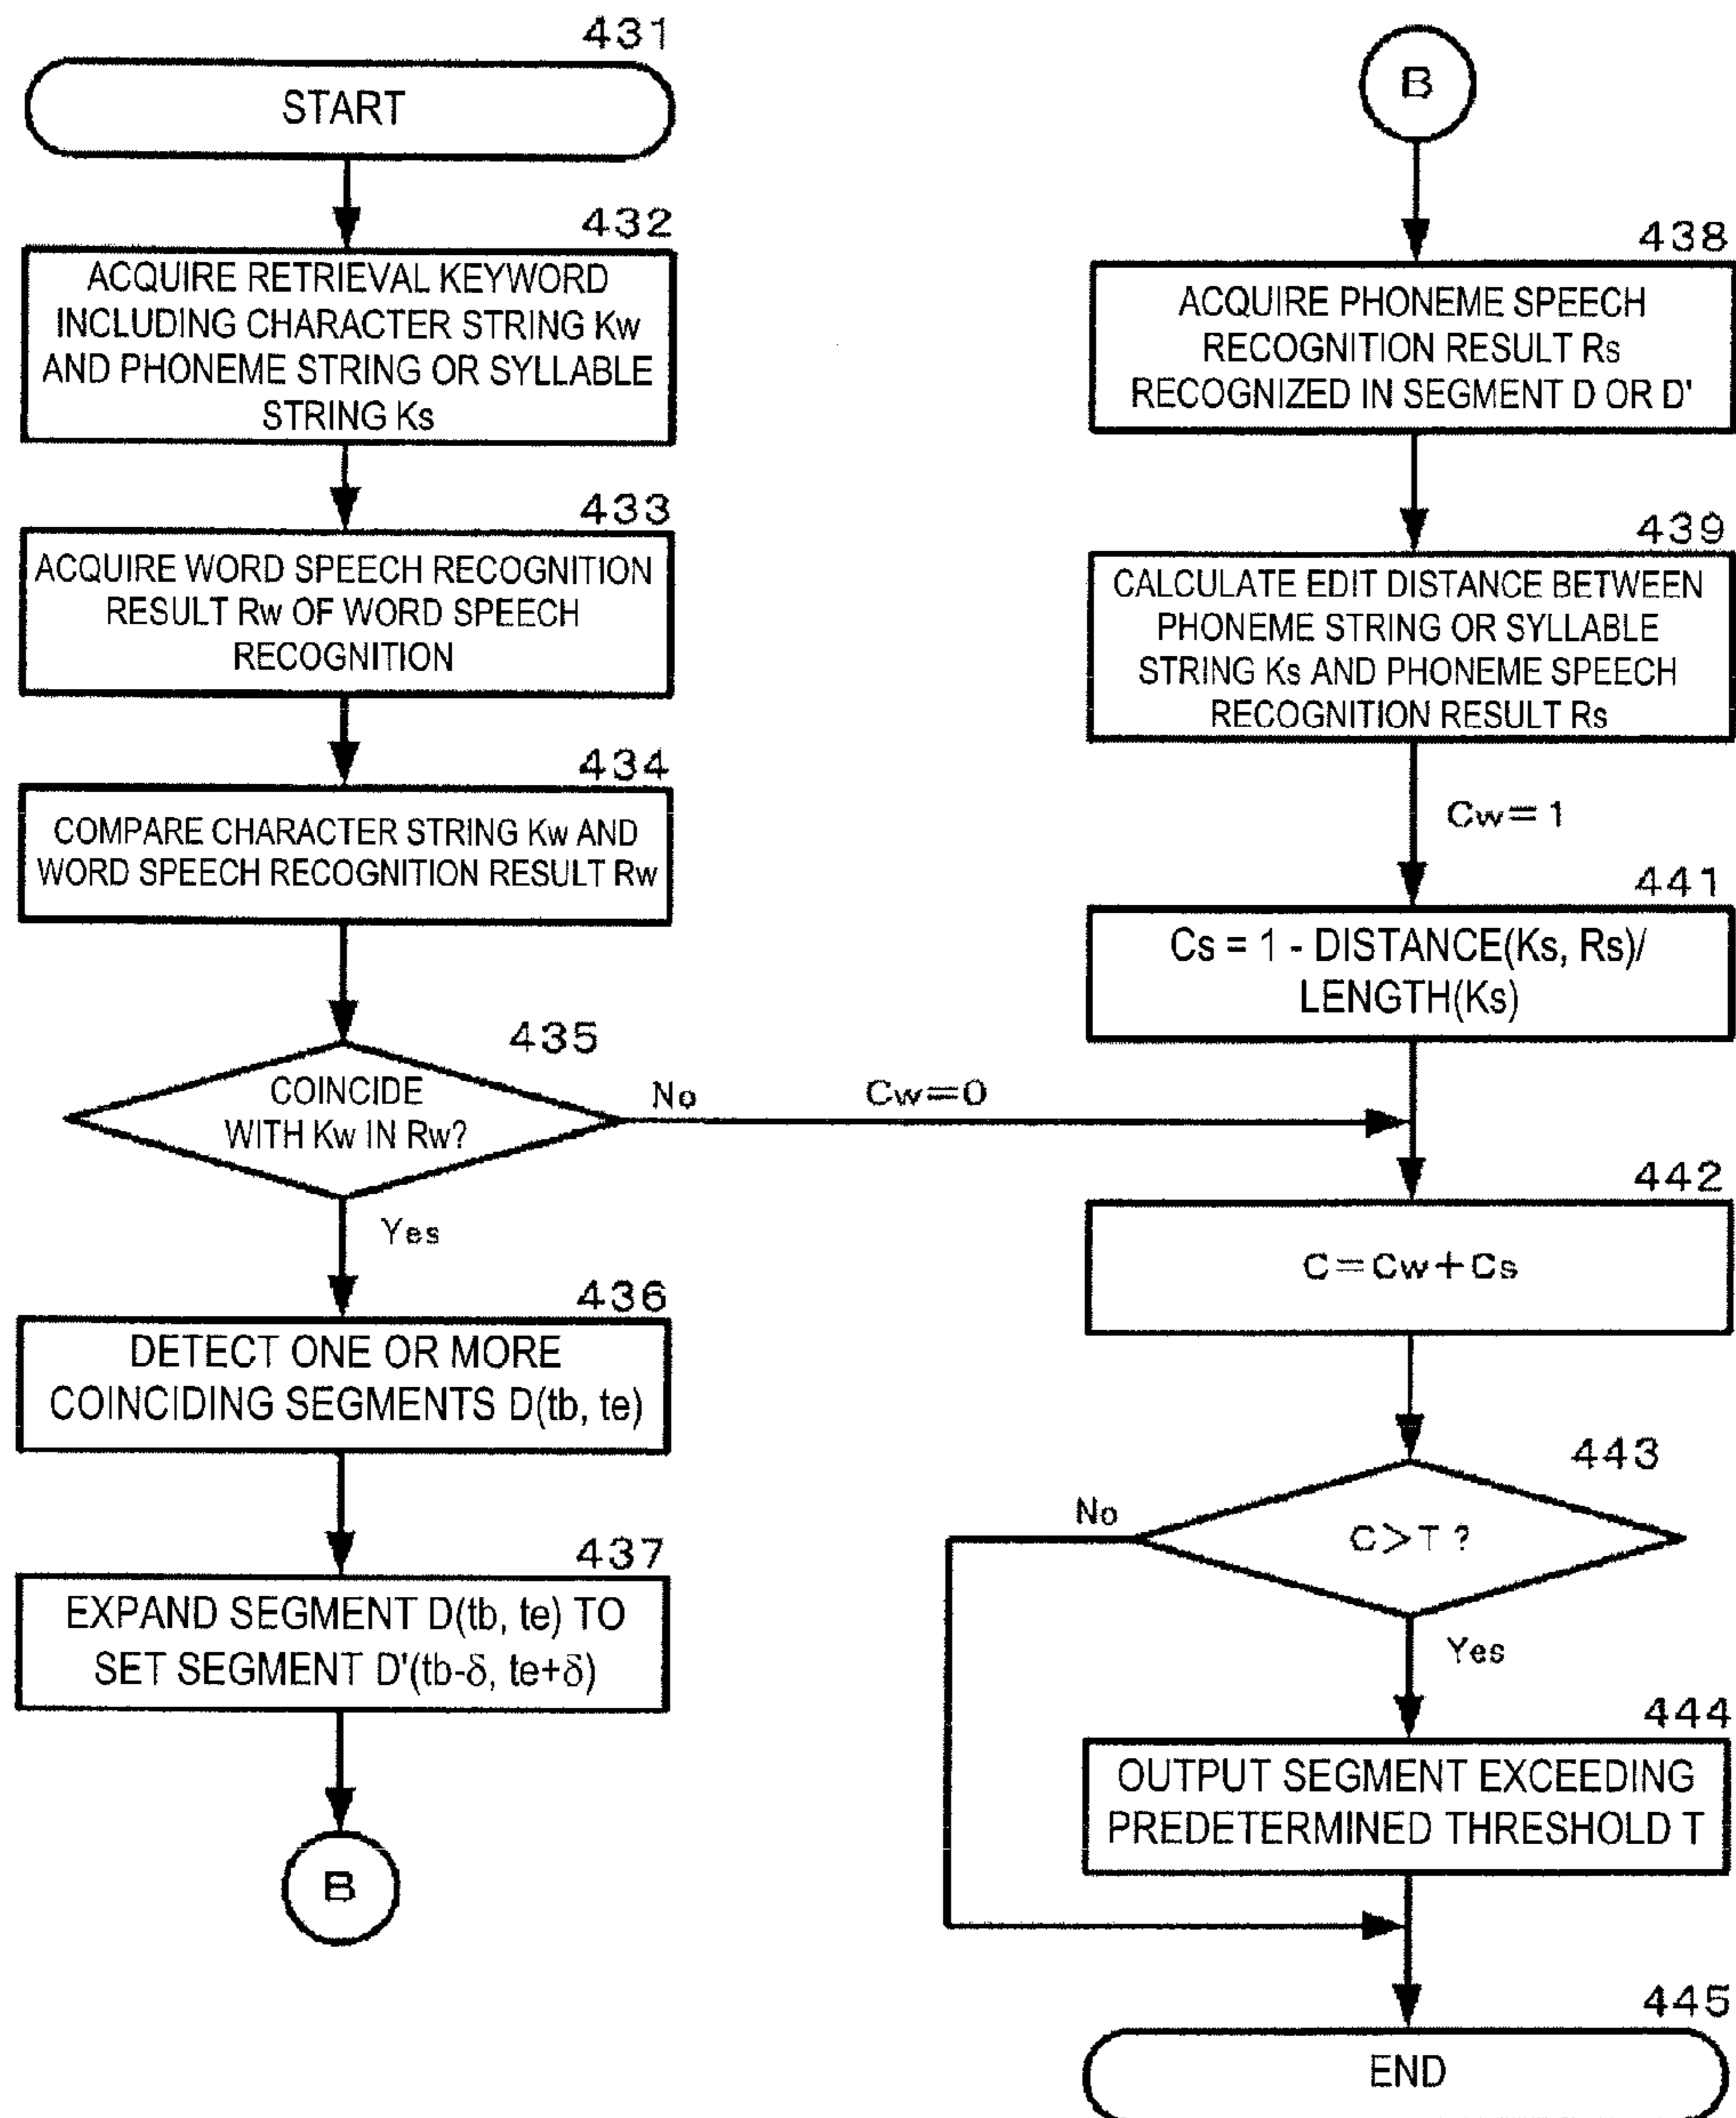 431
START
432
ACQUIRE RETRIEVAL KEYWORD
INCLUDING CHARACTER STRING Kw
AND PHONEME STRING OR SYLLABLE
STRING Ks
433
ACQUIRE WORD SPEECH RECOGNITION
RESULT Rw OF WORD SPEECH
RECOGNITION
434
COMPARE CHARACTER STRING Kw AND
WORD SPEECH RECOGNITION RESULT Rw
435
COINCIDE
WITH Kw IN Rw?
No
Cw=0
Yes
436
DETECT ONE OR MORE
COINCIDING SEGMENTS D(tb, te)
437
EXPAND SEGMENT D(tb, te) TO
SET SEGMENT D'(tb-δ, te+δ)
B
B
438
ACQUIRE PHONEME SPEECH
RECOGNITION RESULT Rs
RECOGNIZED IN SEGMENT D OR D'
439
CALCULATE EDIT DISTANCE BETWEEN
PHONEME STRING OR SYLLABLE
STRING Ks AND PHONEME SPEECH
RECOGNITION RESULT Rs
Cw=1
441
Cs = 1 - DISTANCE(Ks, Rs)/
LENGTH(Ks)
442
C=Cw+Cs
443
C>T ?
No
Yes
444
OUTPUT SEGMENT EXCEEDING
PREDETERMINED THRESHOLD T
445
END